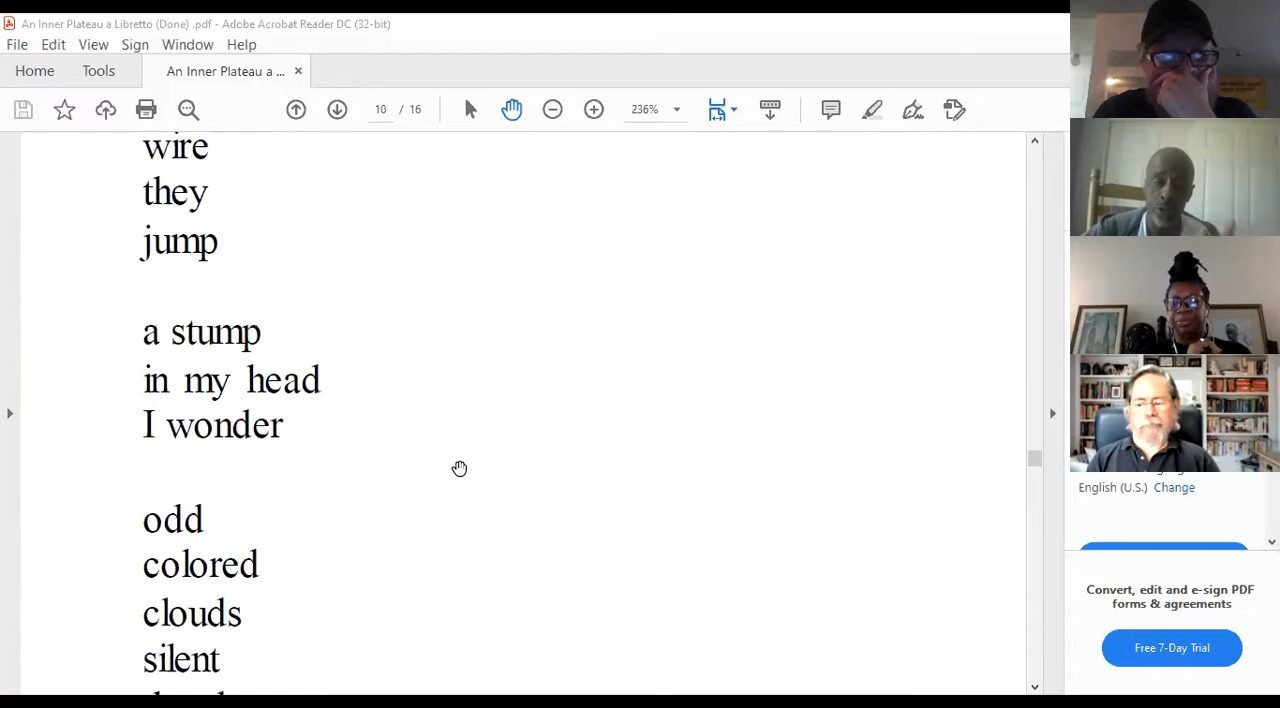 An Inner Plateau a Libretto (Done) .pdf - Adobe Acrobat Reader DC (32-bit)
File Edit View Sign Window Help
Home Tools An Inner Plateau a ... ×
10 / 16 236%
wire
they
jump
a stump
in my head
I wonder
odd
colored
clouds
silent
English (U.S.) Change
Convert, edit and e-sign PDF
forms & agreements
Free 7-Day Trial